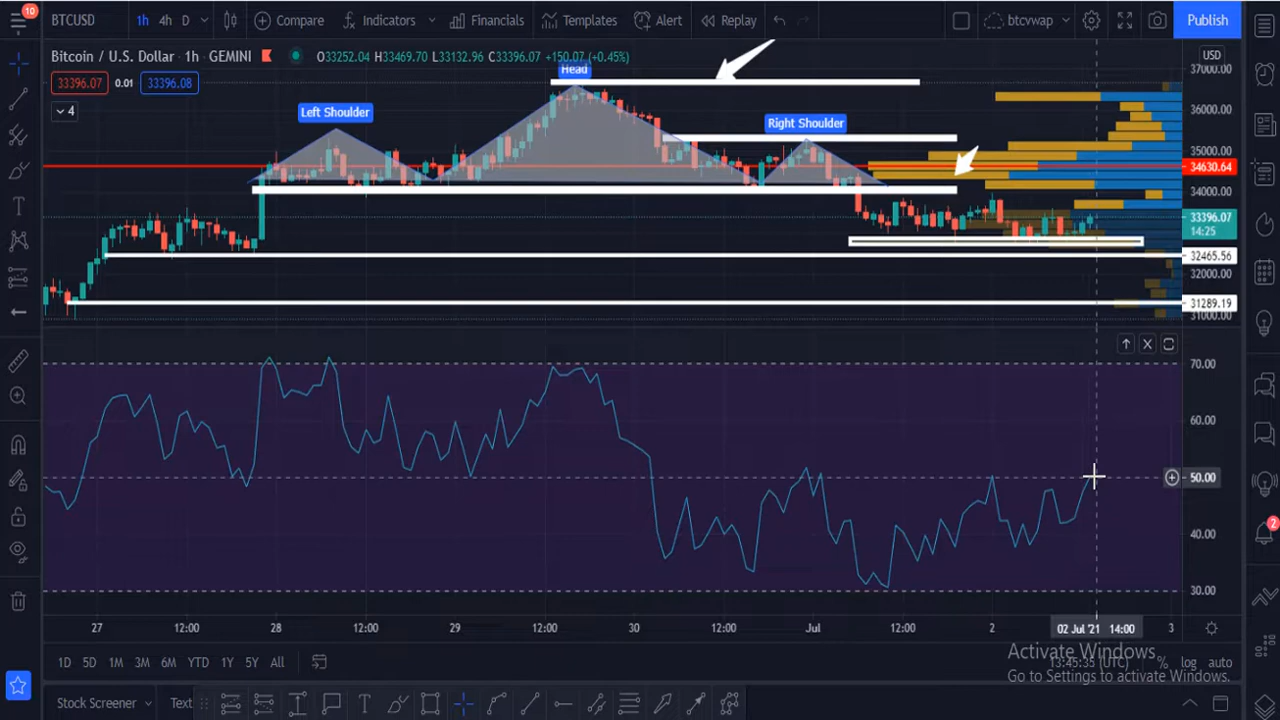 10
BTCUSD 1h 4h D Compare Indicators Financials Templates Alert Replay btcvwap Publish
Bitcoin / U.S. Dollar · 1h · GEMINI O33252.04 H33469.70 L33132.96 C33396.07 +150.07 (+0.45%) USD
33396.07 0.01 33396.08
4
Head
Left Shoulder
Right Shoulder
37000.00
36000.00
35000.00
34630.64
34000.00
33396.07
14:25
32465.56
32000.00
31289.19
31000.00
70.00
60.00
50.00
40.00
30.00
2
27 12:00 28 12:00 29 12:00 30 12:00 Jul 12:00 2 02 Jul '21 14:00 3
1D 5D 1M 3M 6M YTD 1Y 5Y All 13:45:35 (UTC) % log auto
Activate Windows
Go to Settings to activate Windows.
Stock Screener Text